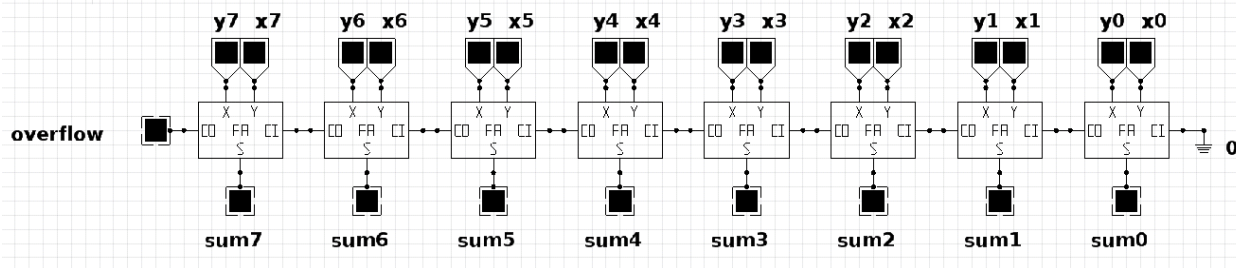 y7 x7 y6 x6 y5 x5 y4 x4 y3 x3 y2 x2 y1 x1 y0 x0
X Y X Y X Y X Y X Y X Y X Y X Y
overflow CO FA CI CO FA CI CO FA CI CO FA CI CO FA CI CO FA CI CO FA CI CO FA CI 0
S S S S S S S S
sum7 sum6 sum5 sum4 sum3 sum2 sum1 sum0